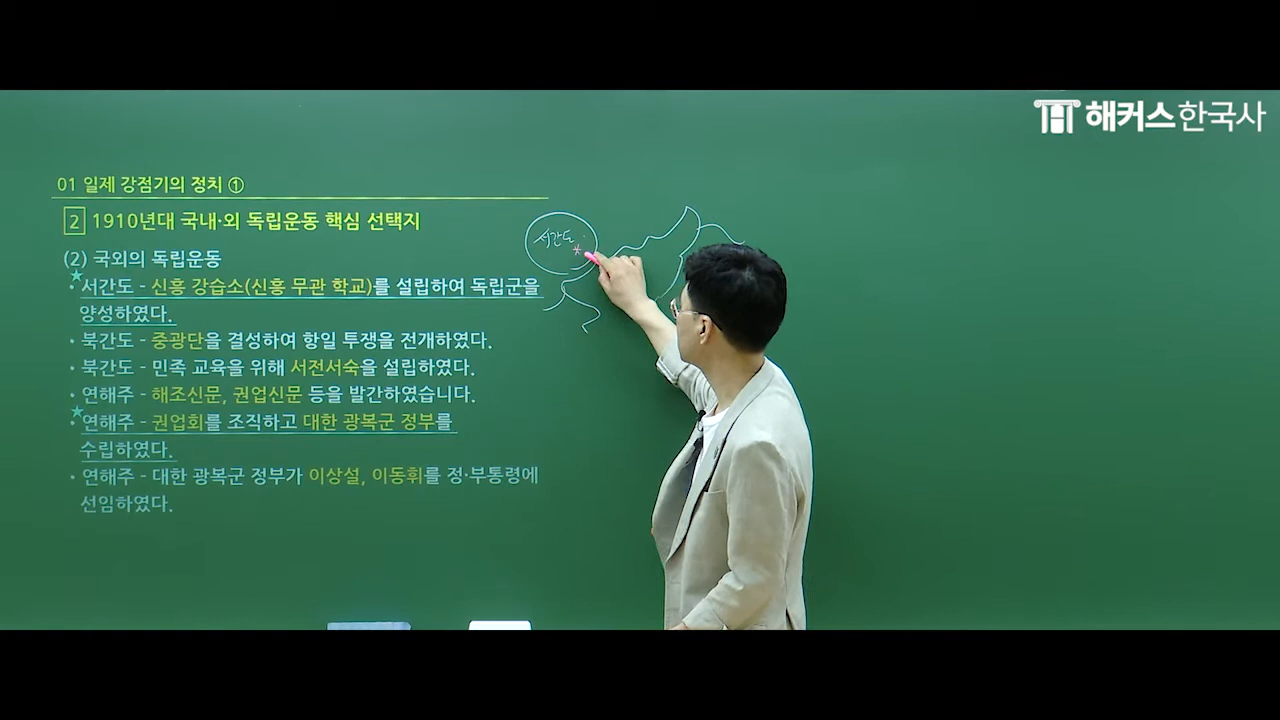 해커스한국사
01 일제 강점기의 정치 ①
2 1910년대 국내·외 독립운동 핵심 선택지
(2) 국외의 독립운동
· 서간도 - 신흥 강습소(신흥 무관 학교)를 설립하여 독립군을
양성하였다.
· 북간도 - 중광단을 결성하여 항일 투쟁을 전개하였다.
· 북간도 - 민족 교육을 위해 서전서숙을 설립하였다.
· 연해주 - 해조신문, 권업신문 등을 발간하였습니다.
· 연해주 - 권업회를 조직하고 대한 광복군 정부를
수립하였다.
· 연해주 - 대한 광복군 정부가 이상설, 이동휘를 정·부통령에
선임하였다.
서간도